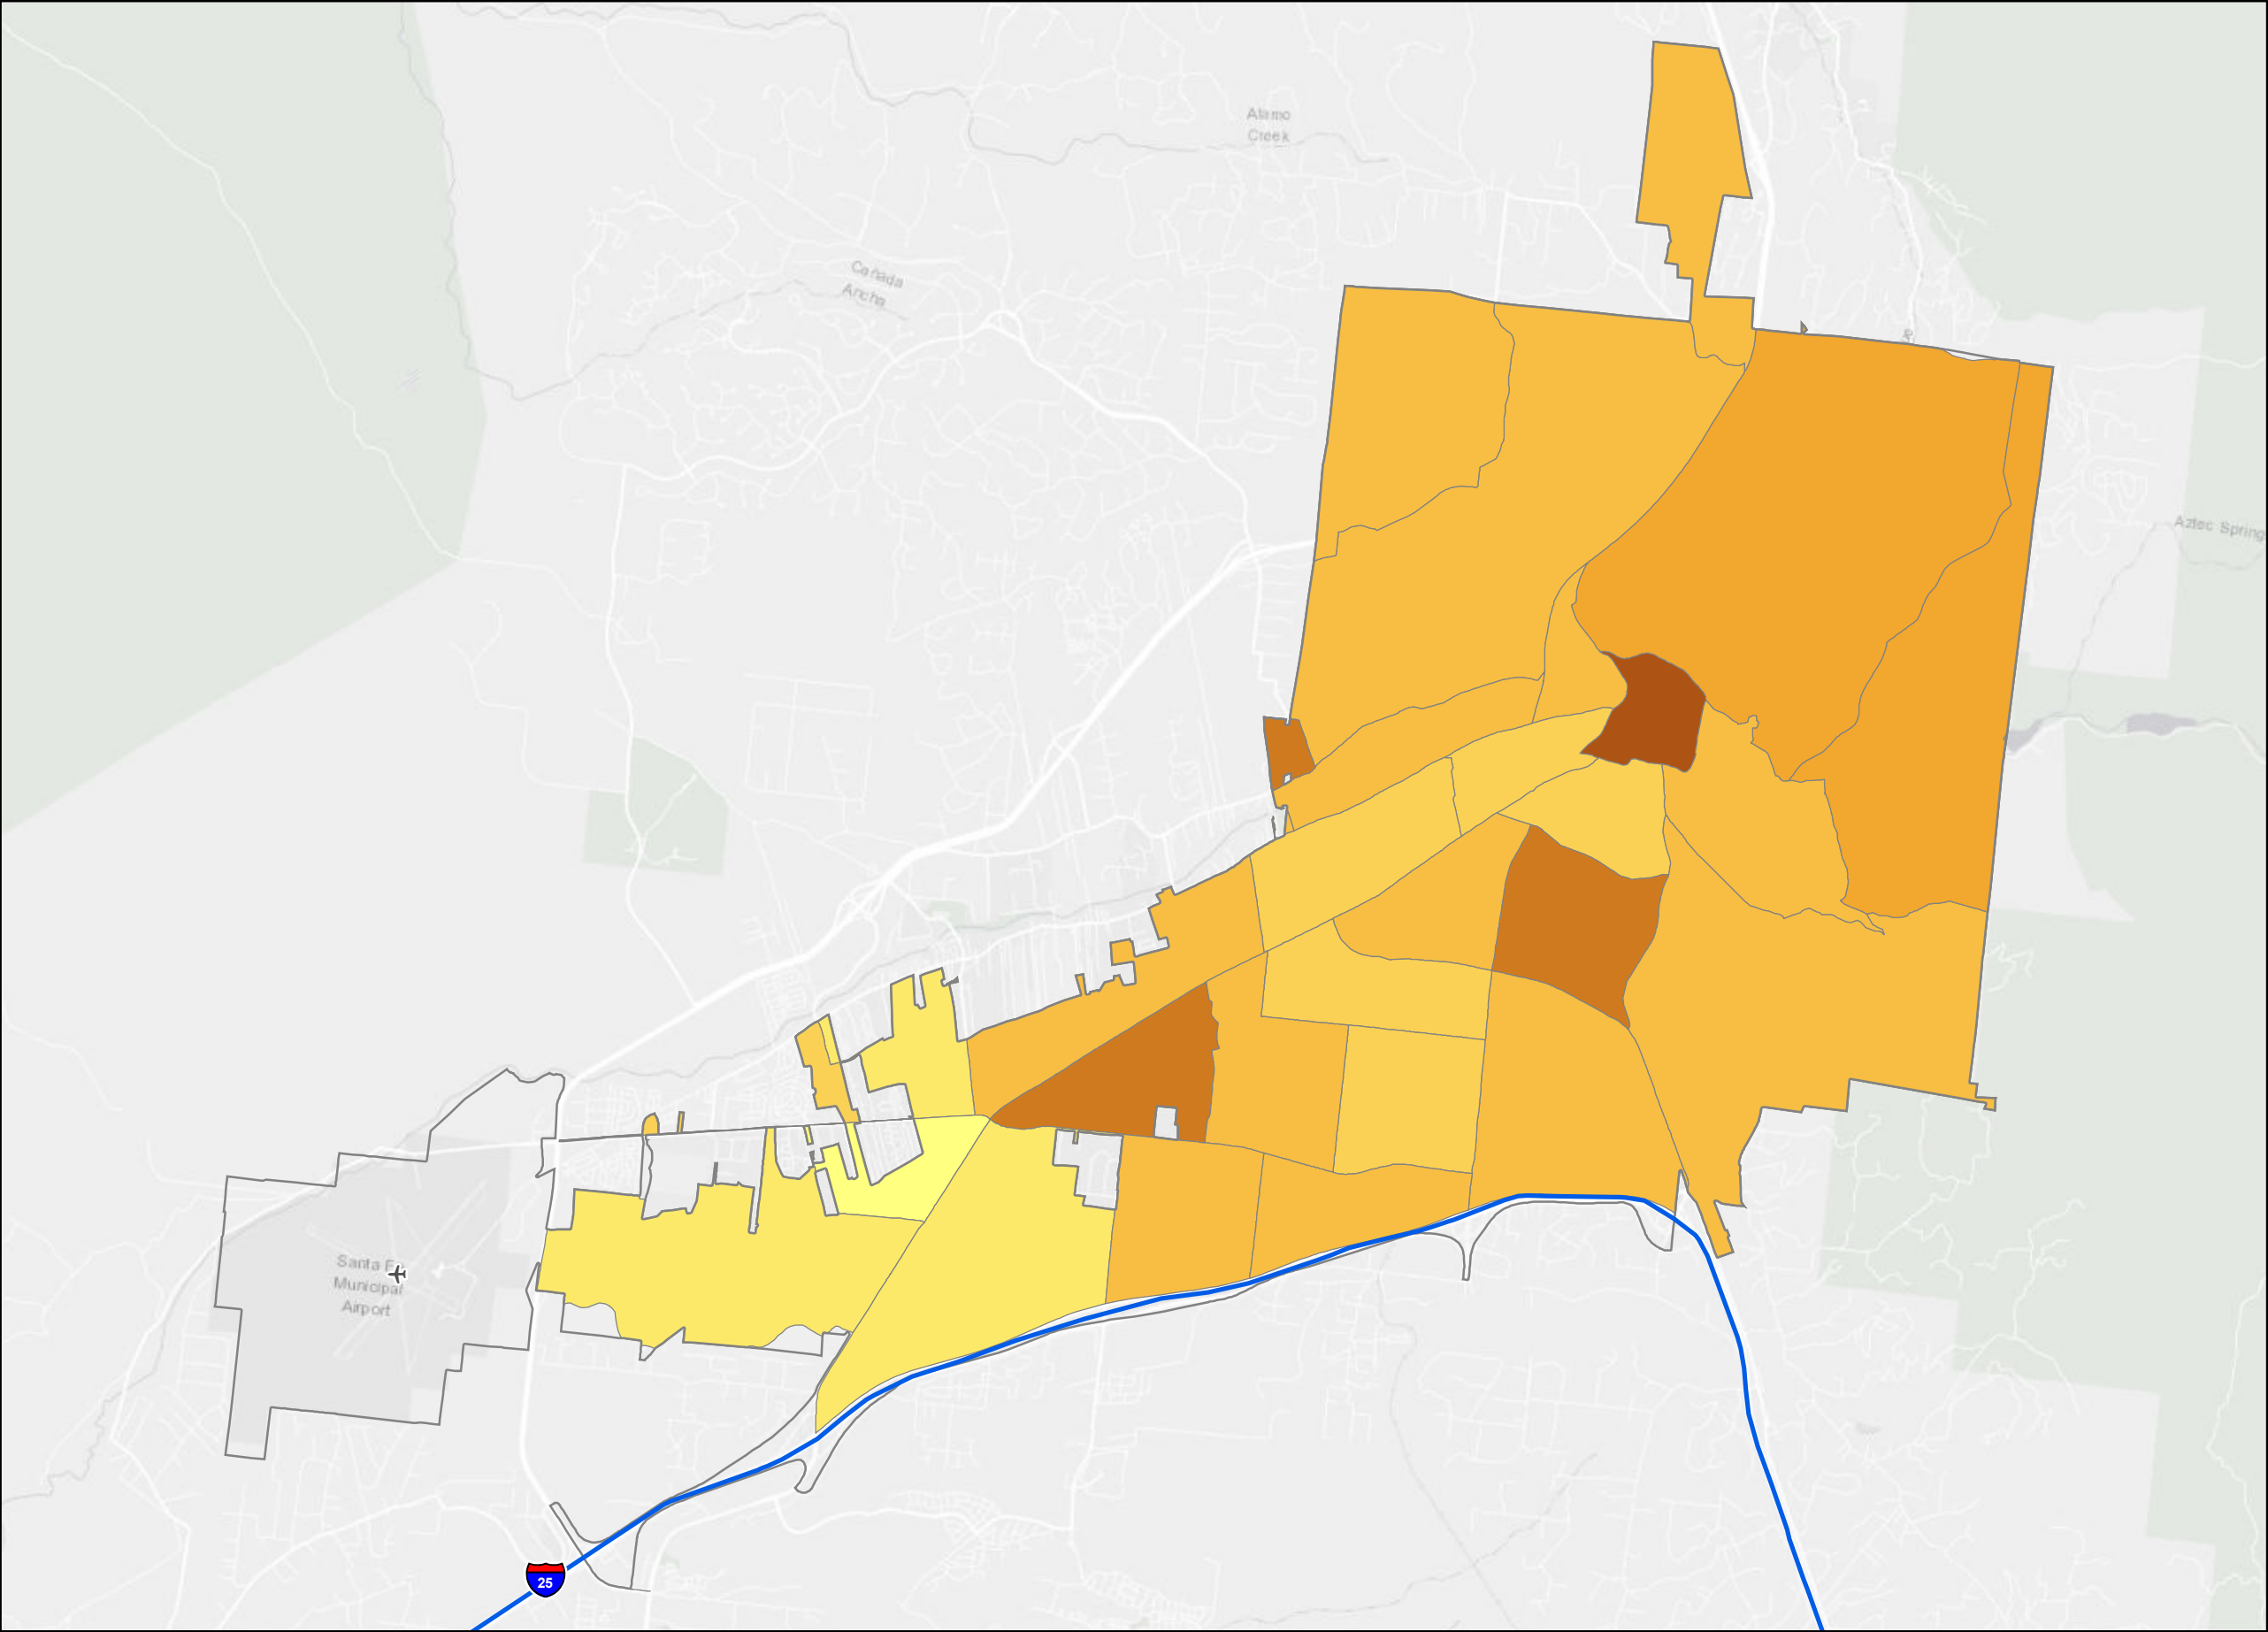 Alamo
Creek
Cañada
Ancha
Aztec Spring
Santa Fe
Municipal
Airport
25